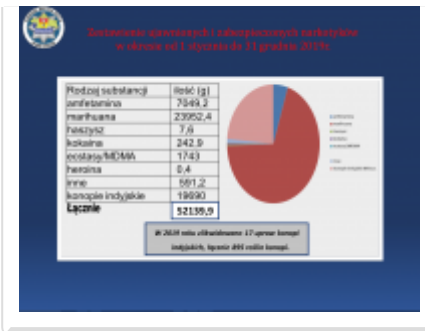 Zestawienie ujawnionych i zabezpieczonych narkotyków
w okresie od 1 stycznia do 31 grudnia 2019r.
Rodzaj substancji Ilość (g)
amfetamina 7049,2
marihuana 23952,4
haszysz 7,6
kokaina 242,9
ecstasy/MDMA 1743
heroina 0,4
inne 591,2
konopie indyjskie 19690
Łącznie 52139,9
W 2019 roku zlikwidowano 17 upraw konopi
indyjskich, łącznie 895 roślin konopi.